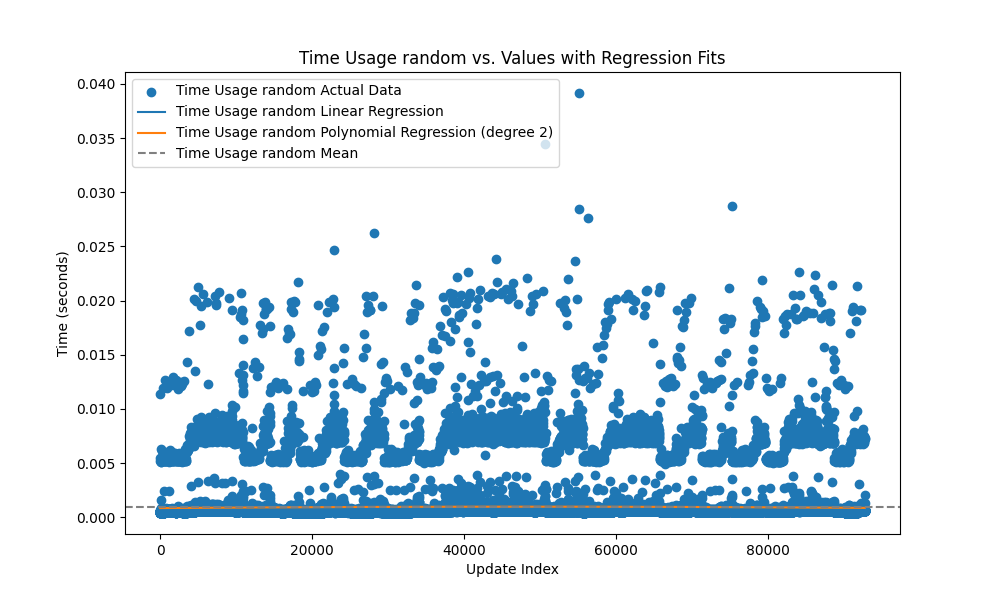 Time Usage random vs. Values with Regression Fits
Time Usage random Actual Data
Time Usage random Linear Regression
Time Usage random Polynomial Regression (degree 2)
Time Usage random Mean
0.040
0.035
0.030
0.025
0.020
0.015
0.010
0.005
0.000
Time (seconds)
0
20000
40000
60000
80000
Update Index